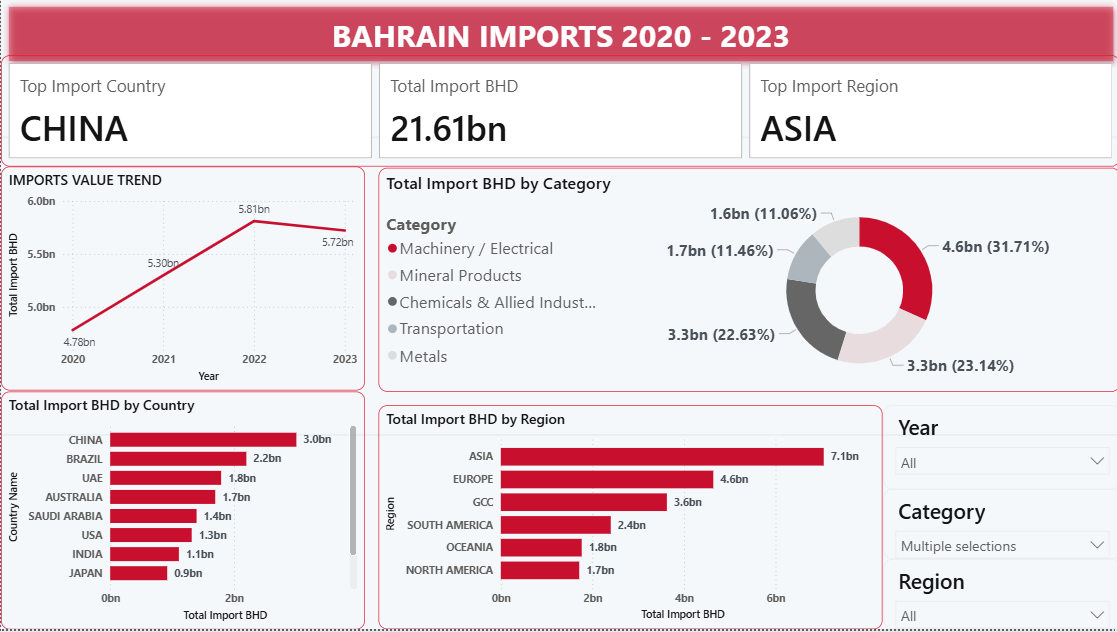 BAHRAIN IMPORTS 2020 - 2023
Top Import Country
CHINA
Total Import BHD
21.61bn
Top Import Region
ASIA
IMPORTS VALUE TREND
Total Import BHD
6.0bn
5.5bn
5.0bn
4.78bn
5.30bn
5.81bn
5.72bn
2020 2021 2022 2023
Year
Total Import BHD by Category
Category
Machinery / Electrical
Mineral Products
Chemicals & Allied Indust...
Transportation
Metals
1.6bn (11.06%)
1.7bn (11.46%)
4.6bn (31.71%)
3.3bn (22.63%)
3.3bn (23.14%)
Total Import BHD by Country
Country Name
CHINA 3.0bn
BRAZIL 2.2bn
UAE 1.8bn
AUSTRALIA 1.7bn
SAUDI ARABIA 1.4bn
USA 1.3bn
INDIA 1.1bn
JAPAN 0.9bn
0bn 2bn
Total Import BHD
Total Import BHD by Region
Region
ASIA 7.1bn
EUROPE 4.6bn
GCC 3.6bn
SOUTH AMERICA 2.4bn
OCEANIA 1.8bn
NORTH AMERICA 1.7bn
0bn 2bn 4bn 6bn
Total Import BHD
Year
All
Category
Multiple selections
Region
All